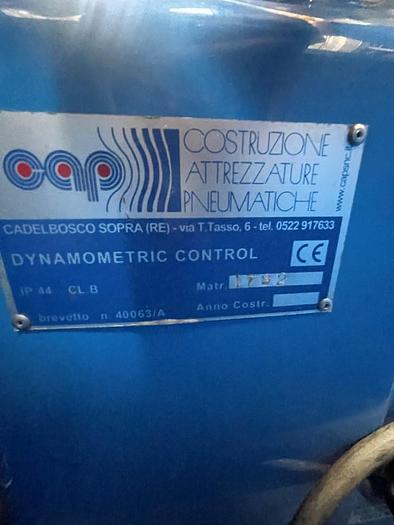 cap
COSTRUZIONE
ATTREZZATURE
PNEUMATICHE
www.capsnc.it
CADELBOSCO SOPRA (RE) - via T.Tasso, 6 - tel. 0522 917633
DYNAMOMETRIC CONTROL CE
IP 44 CL.B Matr. 1792
Anno Costr.
brevetto n 40063/A